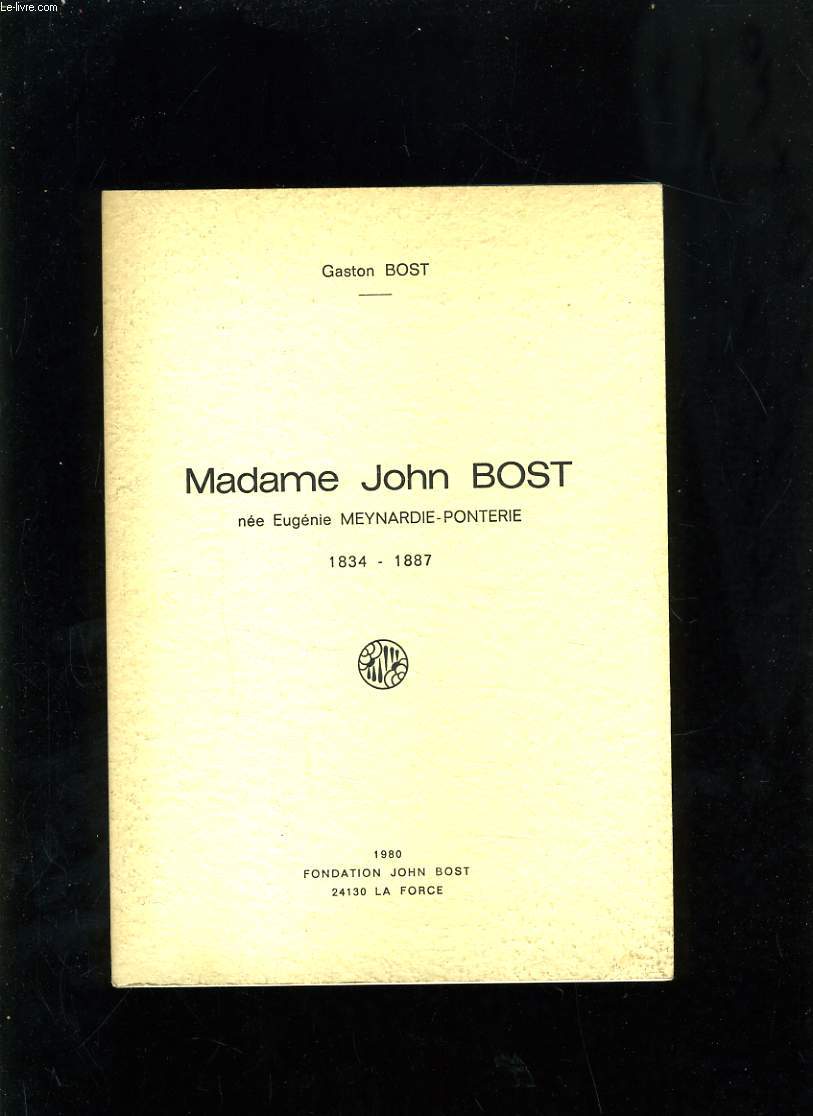 Le-livre.com
Gaston BOST
Madame John BOST
née Eugénie MEYNARDIE-PONTERIE
1834 - 1887
1980
FONDATION JOHN BOST
24130 LA FORCE